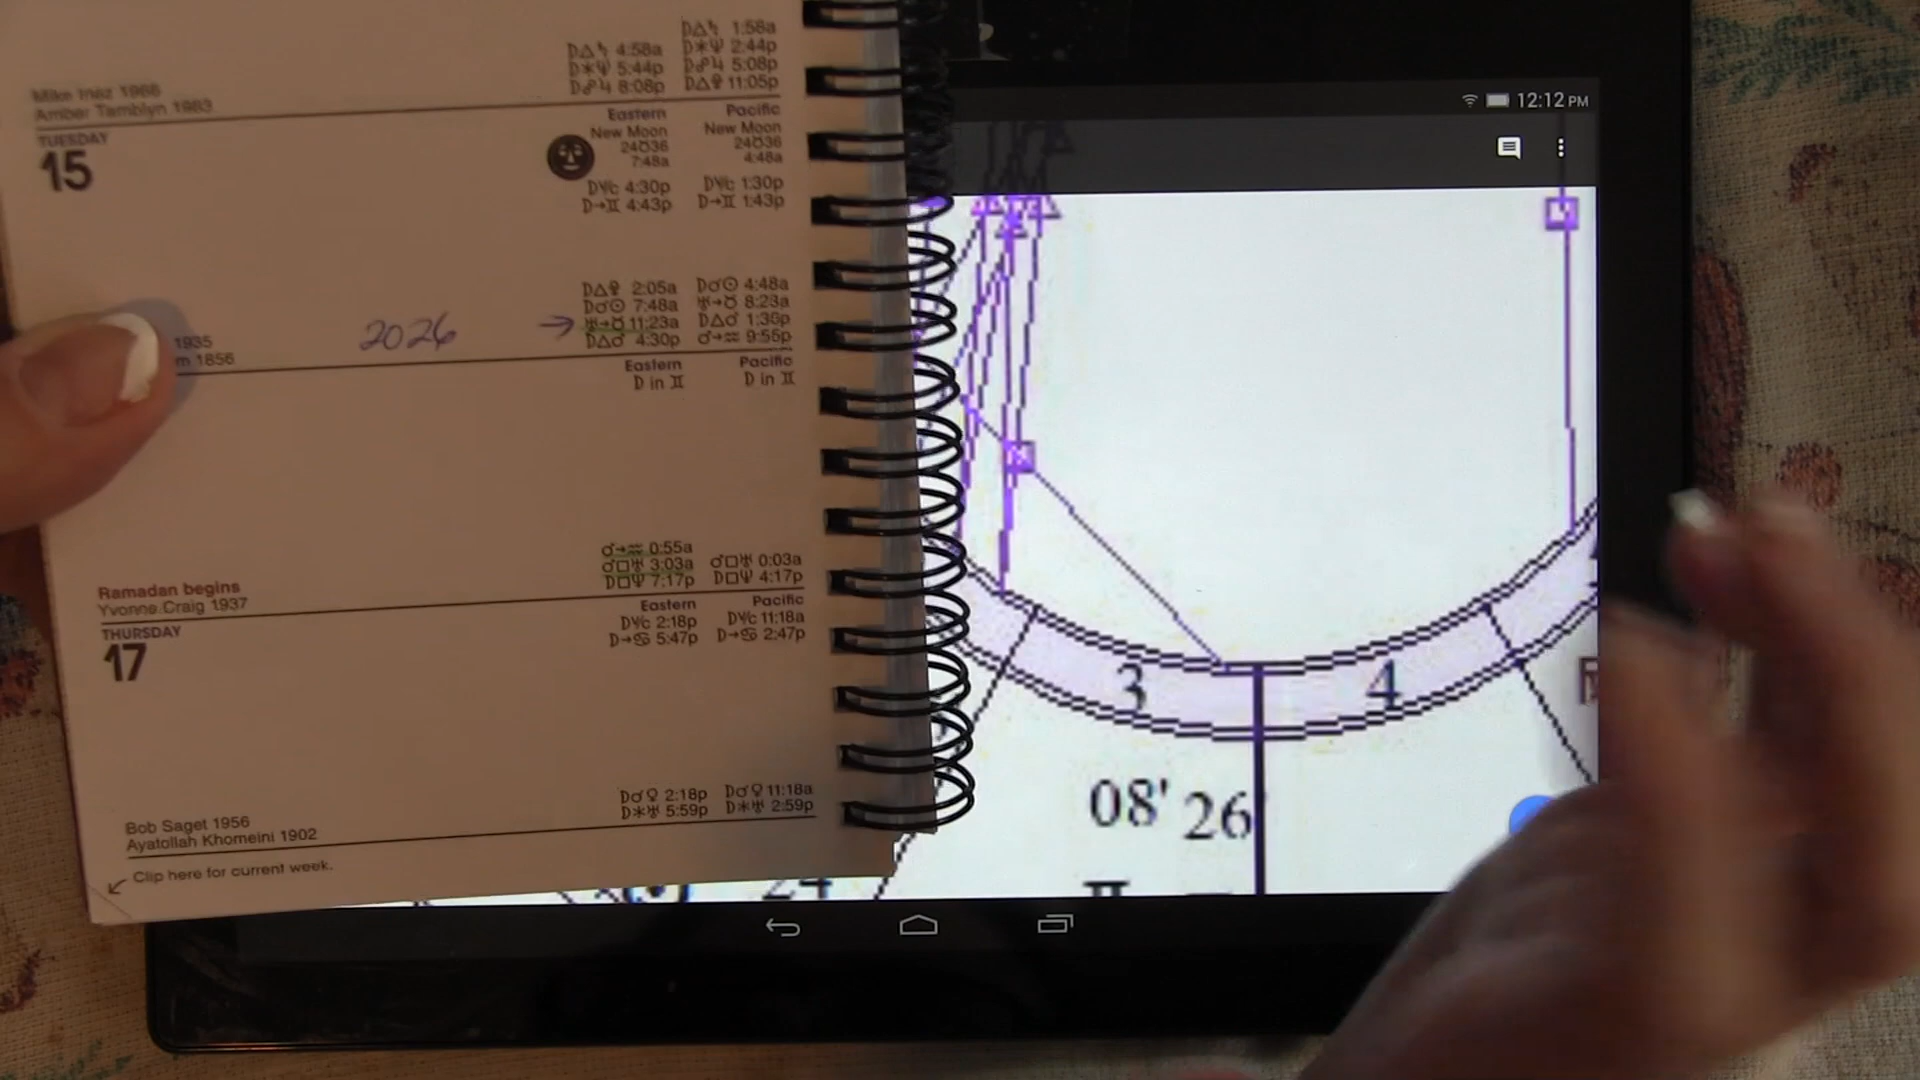 D△♄ 1:58a
D△♄ 4:58a D⚹♆ 2:44p
D⚹♆ 5:44p D☍♃ 5:08p
D☍♃ 8:08p D△♀ 11:05p
Mike Inez 1966
Amber Tamblyn 1983
TUESDAY
15
Eastern Pacific
New Moon New Moon
24♉36 24♉36
7:48a 4:48a
D V/c 4:30p D V/c 1:30p
D→♊ 4:43p D→♊ 1:43p
D☌☉ 4:48a
D☌☉ 7:48a ♅→♉ 8:23a
♅→♉ 11:23a D△♂ 1:30p
D△♂ 4:30p ♂→♒ 9:55p
2026 →
1935
m 1856
Eastern Pacific
D in ♊ D in ♊
♂→♒ 0:55a
♂□♅ 3:03a ♂□♅ 0:03a
D□♆ 7:17p D□♆ 4:17p
Ramadan begins
Yvonne Craig 1937
THURSDAY
17
Eastern Pacific
D V/c 2:18p D V/c 11:18a
D→♋ 5:47p D→♋ 2:47p
D☌♀ 2:18p D☌♀ 11:18a
D⚹♅ 5:59p D⚹♅ 2:59p
Bob Saget 1956
Ayatollah Khomeini 1902
Clip here for current week.
12:12 PM
3
4
08' 26
24